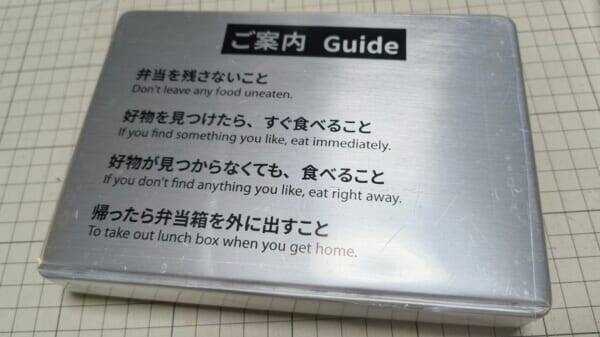 ご案内 Guide
弁当を残さないこと
Don't leave any food uneaten.
好物を見つけたら、すぐ食べること
If you find something you like, eat immediately.
好物が見つからなくても、食べること
If you don't find anything you like, eat right away.
帰ったら弁当箱を外に出すこと
To take out lunch box when you get home.